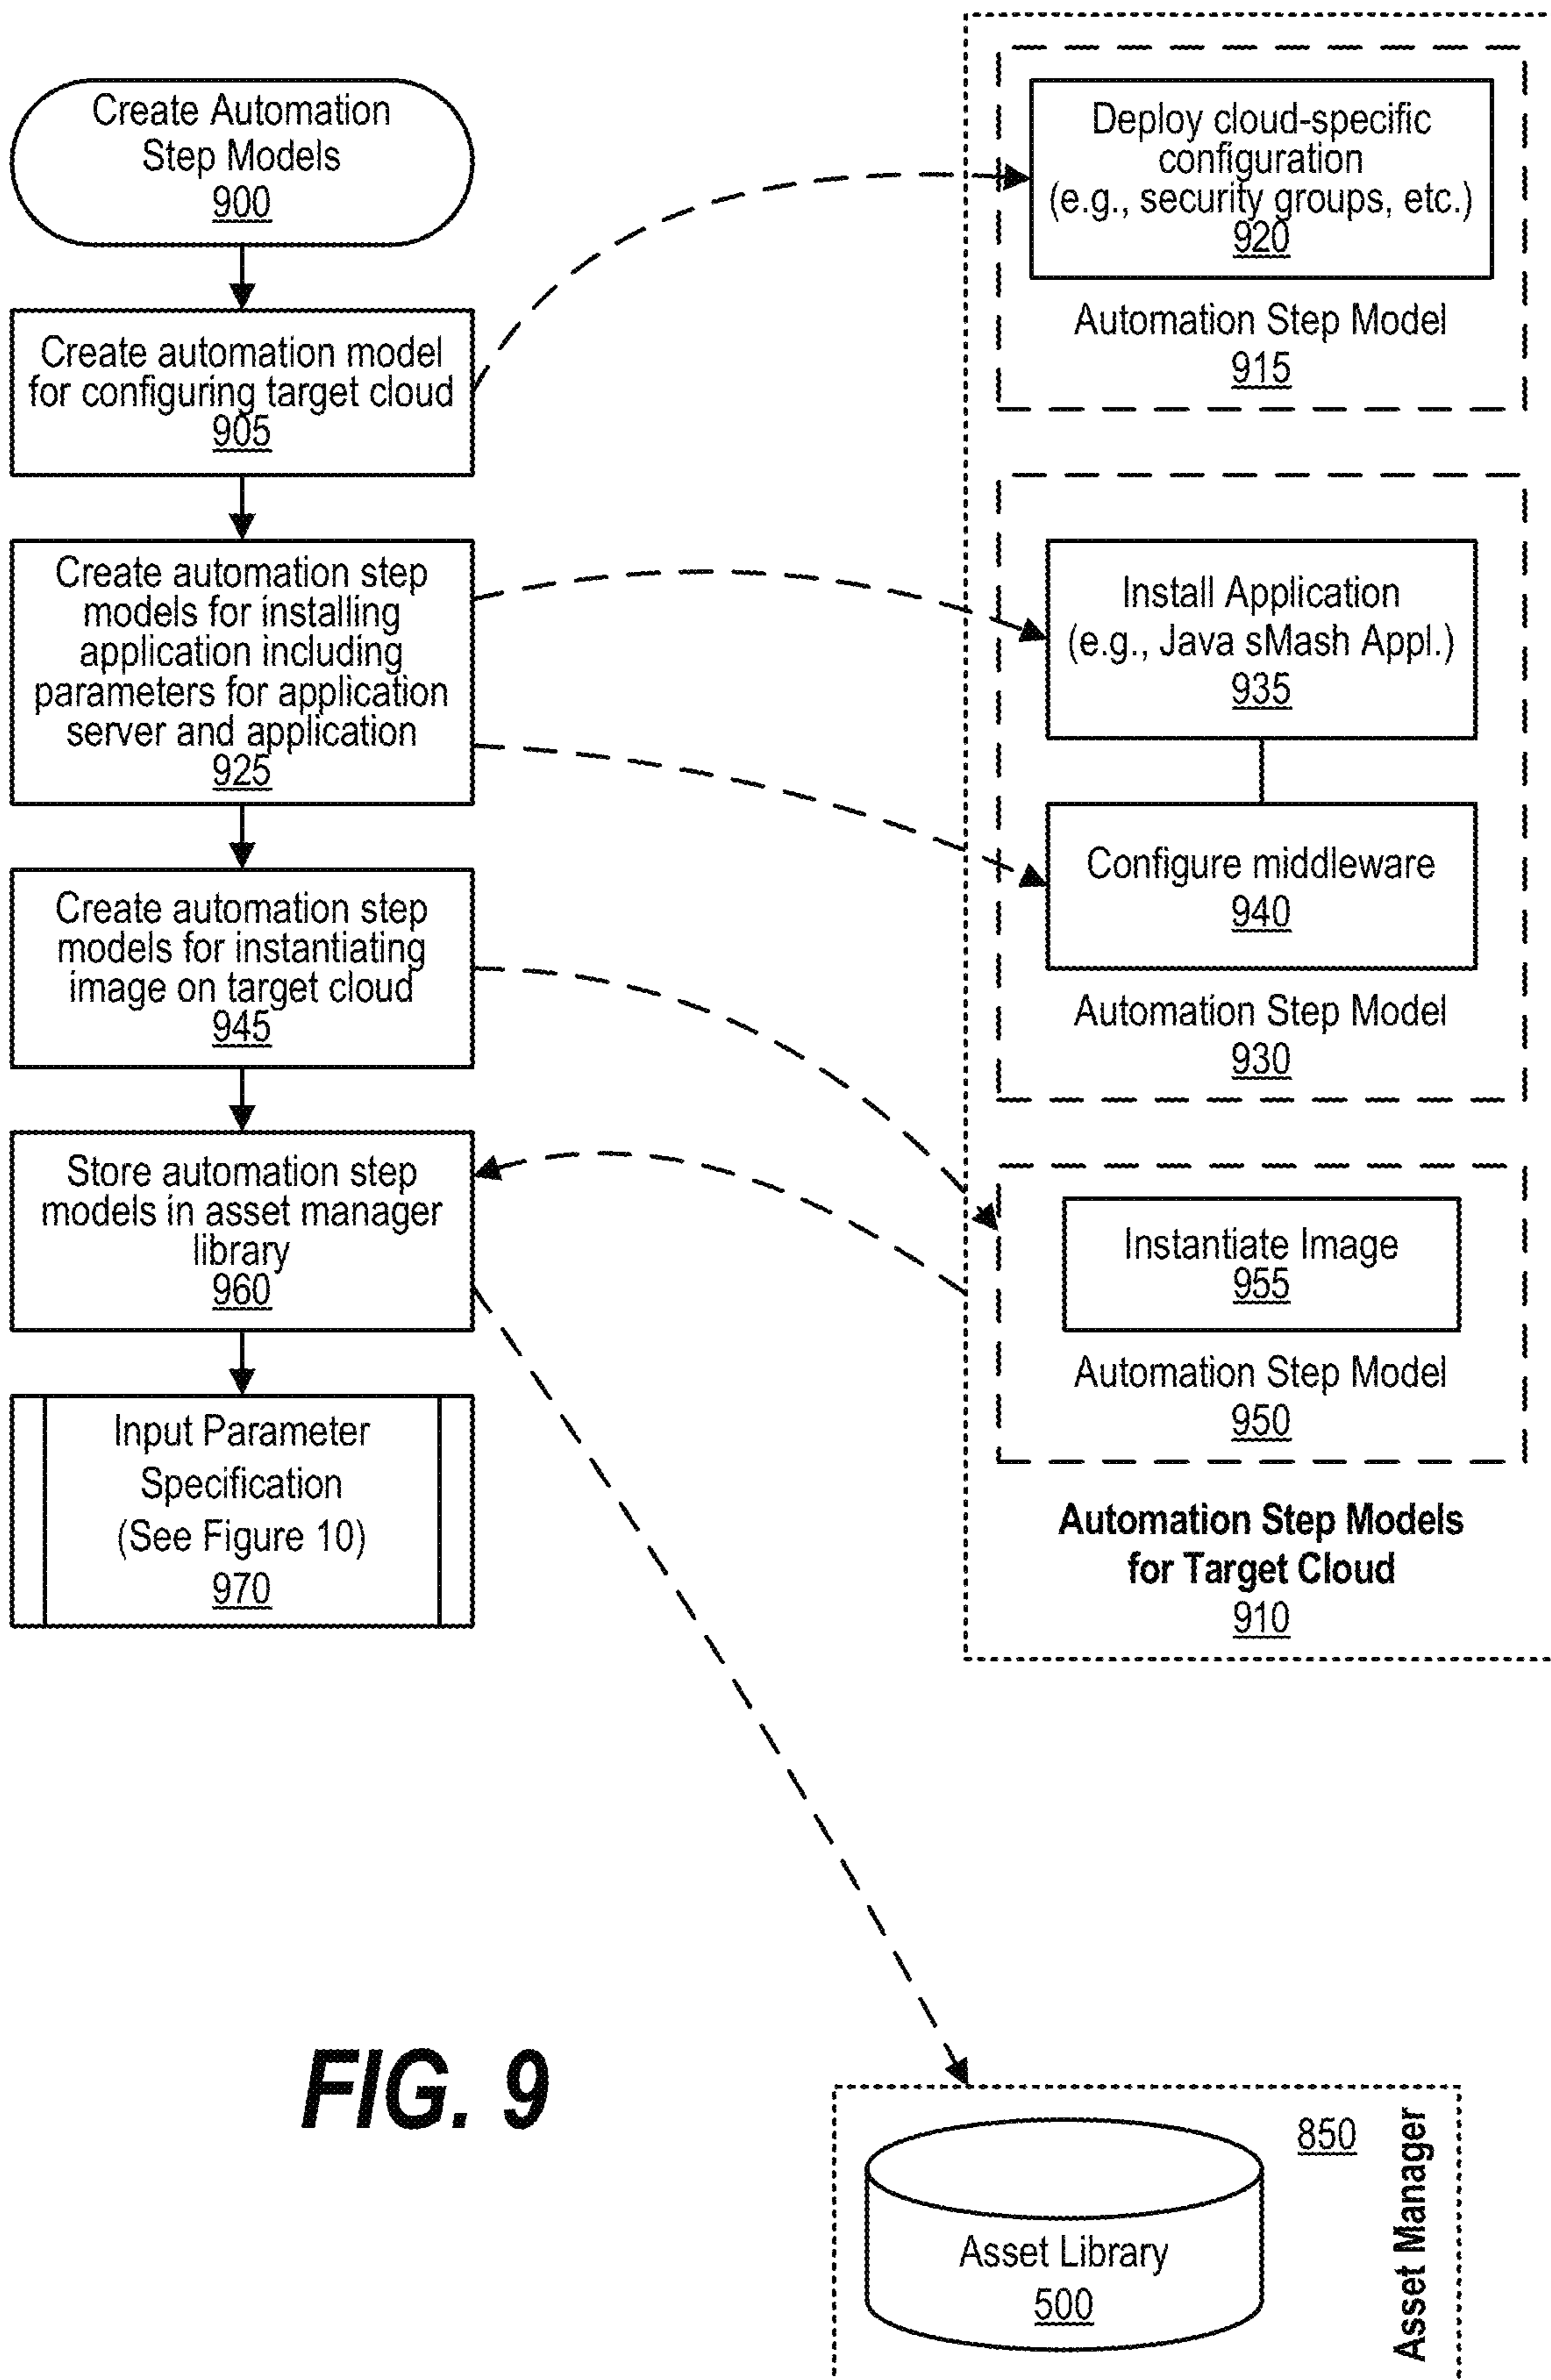 Create Automation
Step Models
900
Create automation model
for configuring target cloud
905
Create automation step
models for installing
application including
parameters for application
server and application
925
Create automation step
models for instantiating
image on target cloud
945
Store automation step
models in asset manager
library
960
Input Parameter
Specification
(See Figure 10)
970
Deploy cloud-specific
configuration
(e.g., security groups, etc.)
920
Automation Step Model
915
Install Application
(e.g., Java sMash Appl.)
935
Configure middleware
940
Automation Step Model
930
Instantiate Image
955
Automation Step Model
950
Automation Step Models
for Target Cloud
910
FIG. 9
850
Asset Manager
Asset Library
500